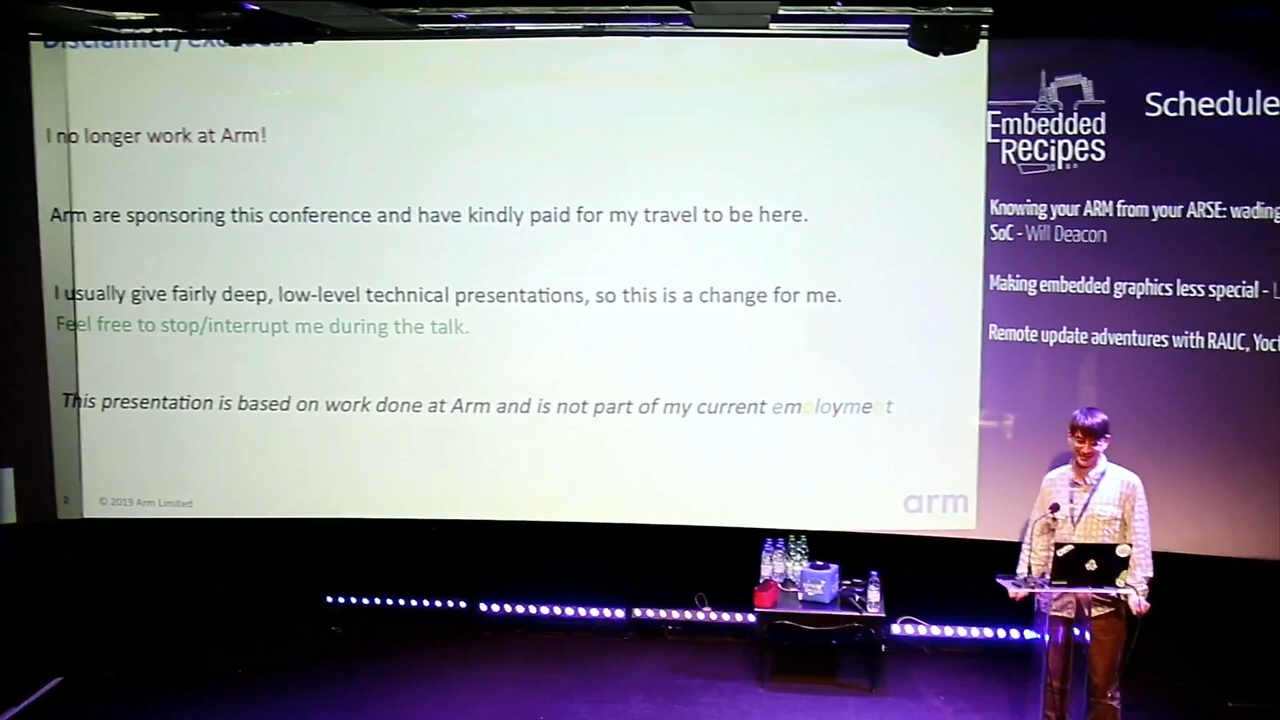 Disclaimer/excuses!
I no longer work at Arm!
Arm are sponsoring this conference and have kindly paid for my travel to be here.
I usually give fairly deep, low-level technical presentations, so this is a change for me.
Feel free to stop/interrupt me during the talk.
This presentation is based on work done at Arm and is not part of my current employment
2
© 2019 Arm Limited
arm
Embedded
Recipes
Schedule
Knowing your ARM from your ARSE: wading
SoC - Will Deacon
Making embedded graphics less special - L
Remote update adventures with RAUC, Yoct